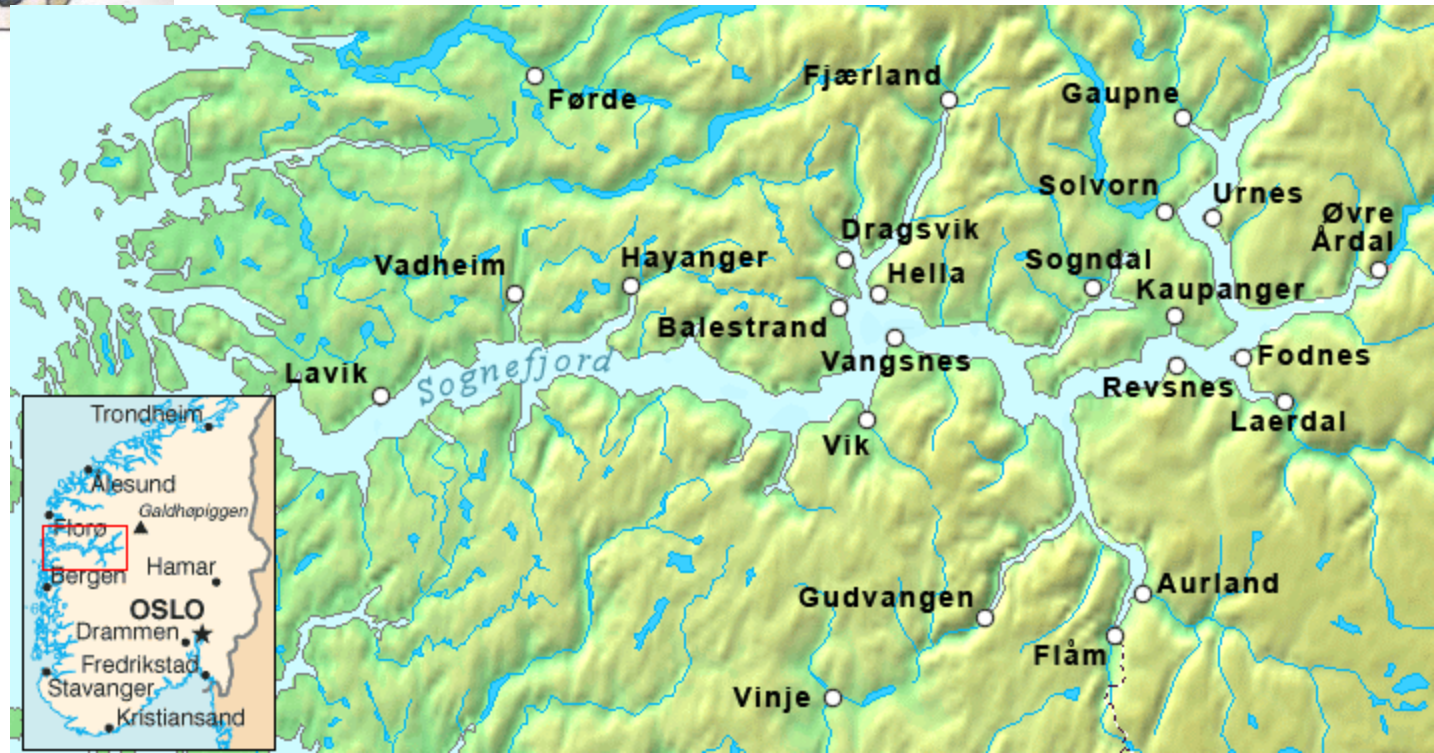 Fjærland
Førde
Gaupne
Solvorn
Urnes
Øvre
Årdal
Dragsvik
Vadheim
Hayanger
Hella
Sogndal
Kaupanger
Balestrand
Vangsnes
Sognefjord
Fodnes
Lavik
Revsnes
Laerdal
Vik
Gudvangen
Aurland
Flåm
Vinje
Trondheim
Ålesund
Galdhøpiggen
Florø
Bergen
Hamar
OSLO
Drammen
Fredrikstad
Stavanger
Kristiansand